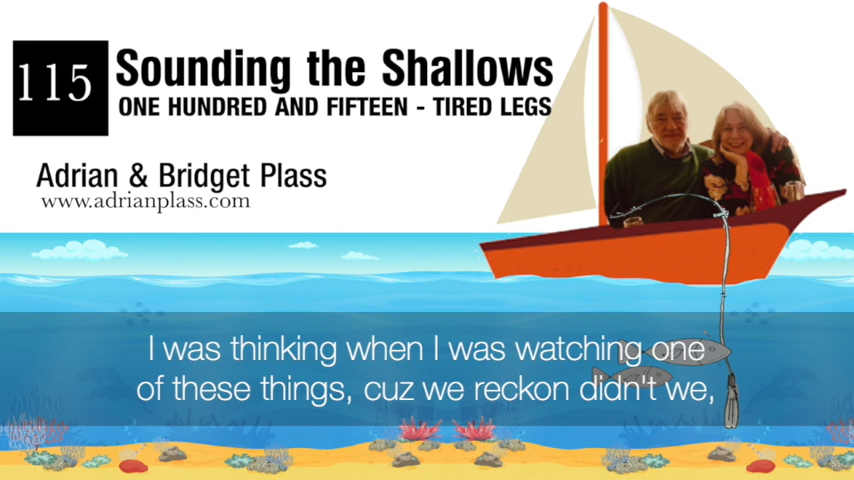 115
Sounding the Shallows
ONE HUNDRED AND FIFTEEN - TIRED LEGS
Adrian & Bridget Plass
www.adrianplass.com
I was thinking when I was watching one
of these things, cuz we reckon didn't we,